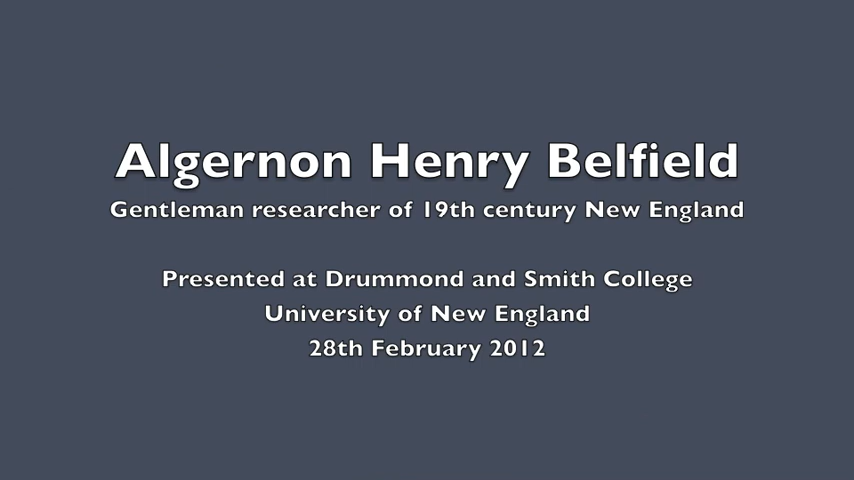 Algernon Henry Belfield
Gentleman researcher of 19th century New England
Presented at Drummond and Smith College
University of New England
28th February 2012